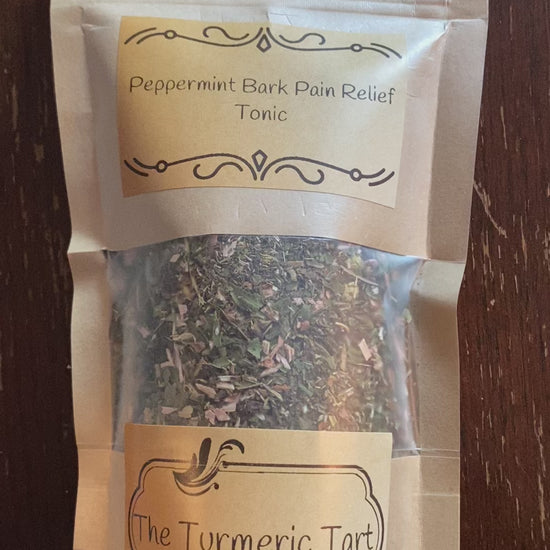 Peppermint Bark Pain Relief
Tonic
The Turmeric Tart